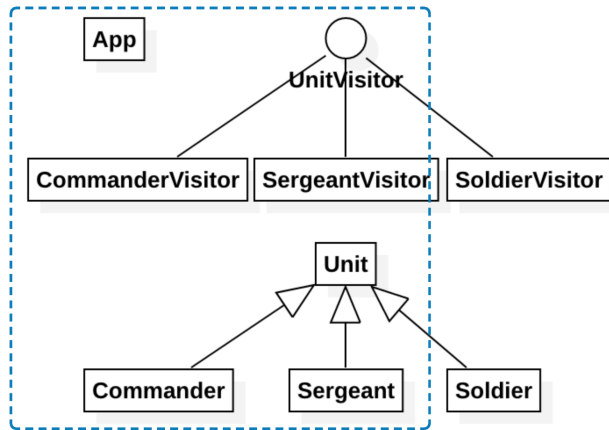 App
UnitVisitor
CommanderVisitor
SergeantVisitor
SoldierVisitor
Unit
Commander
Sergeant
Soldier